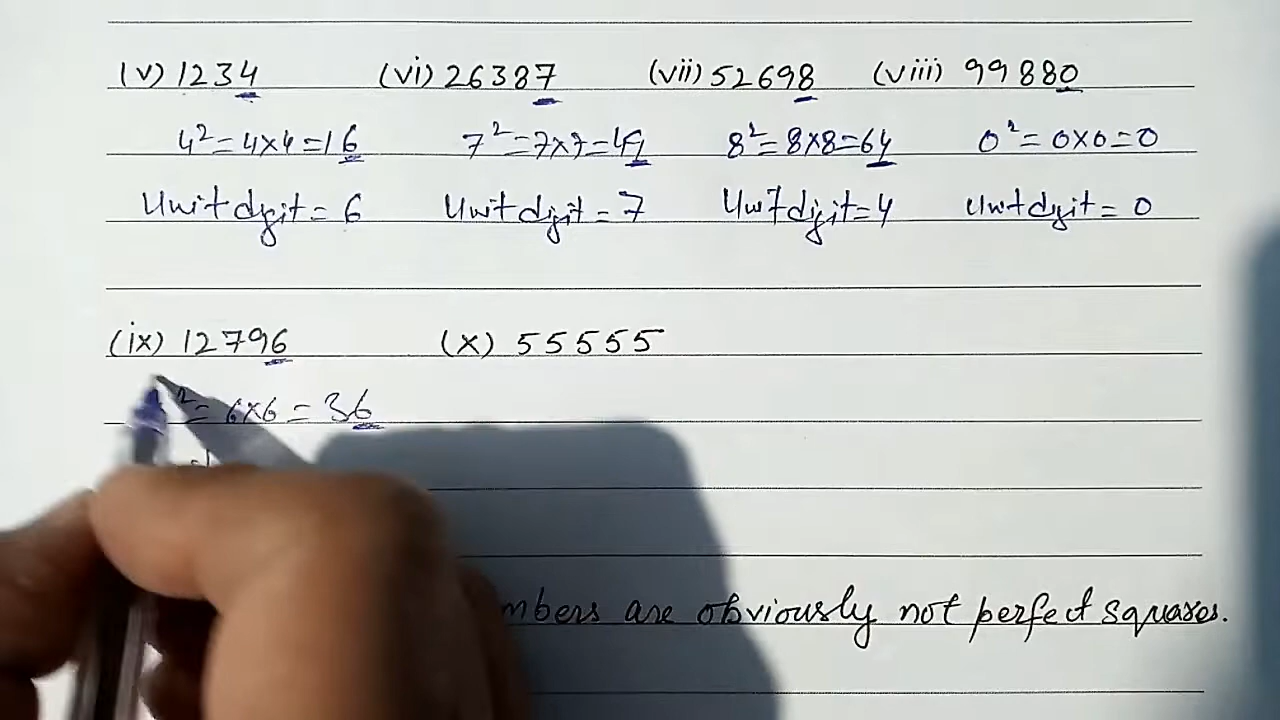 (v) 1234 (vi) 26387 (vii) 52698 (viii) 99880
4² = 4×4 = 16 7² = 7×7 = 49 8² = 8×8 = 64 0² = 0×0 = 0
Unit digit = 6 Unit digit = 7 Unit digit = 4 Unit digit = 0
(ix) 12796 (x) 55555
² = 6×6 = 36
are obviously not perfect squares.